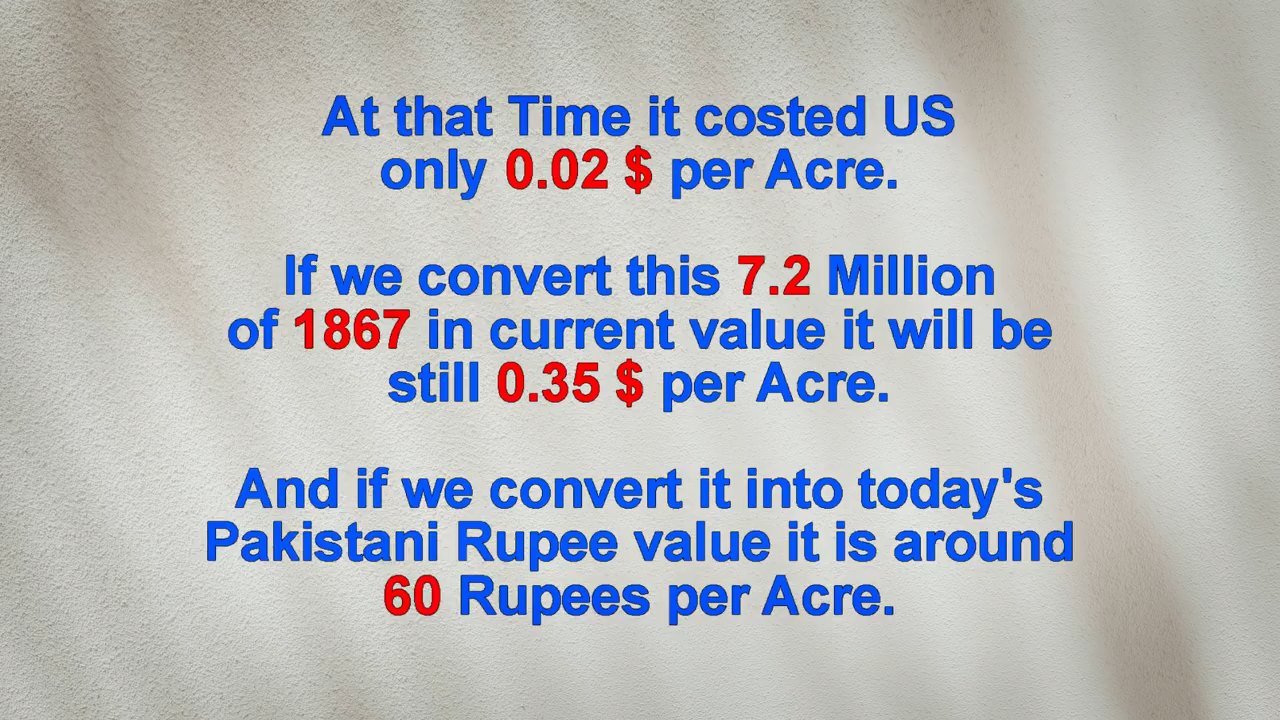 At that Time it costed US
only 0.02 $ per Acre.
If we convert this 7.2 Million
of 1867 in current value it will be
still 0.35 $ per Acre.
And if we convert it into today's
Pakistani Rupee value it is around
60 Rupees per Acre.